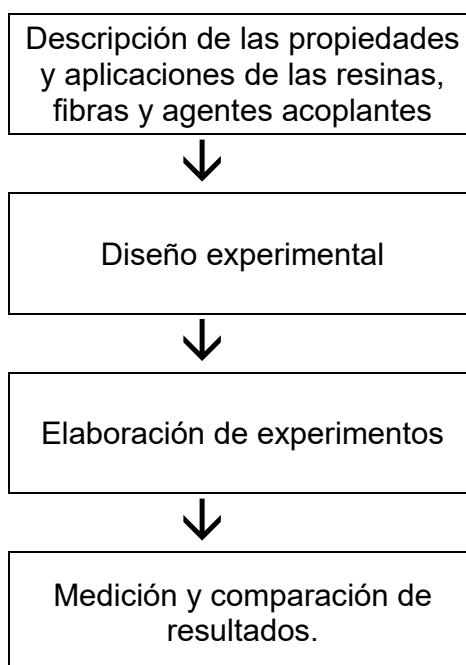 Descripción de las propiedades
y aplicaciones de las resinas,
fibras y agentes acoplantes
Diseño experimental
Elaboración de experimentos
Medición y comparación de
resultados.